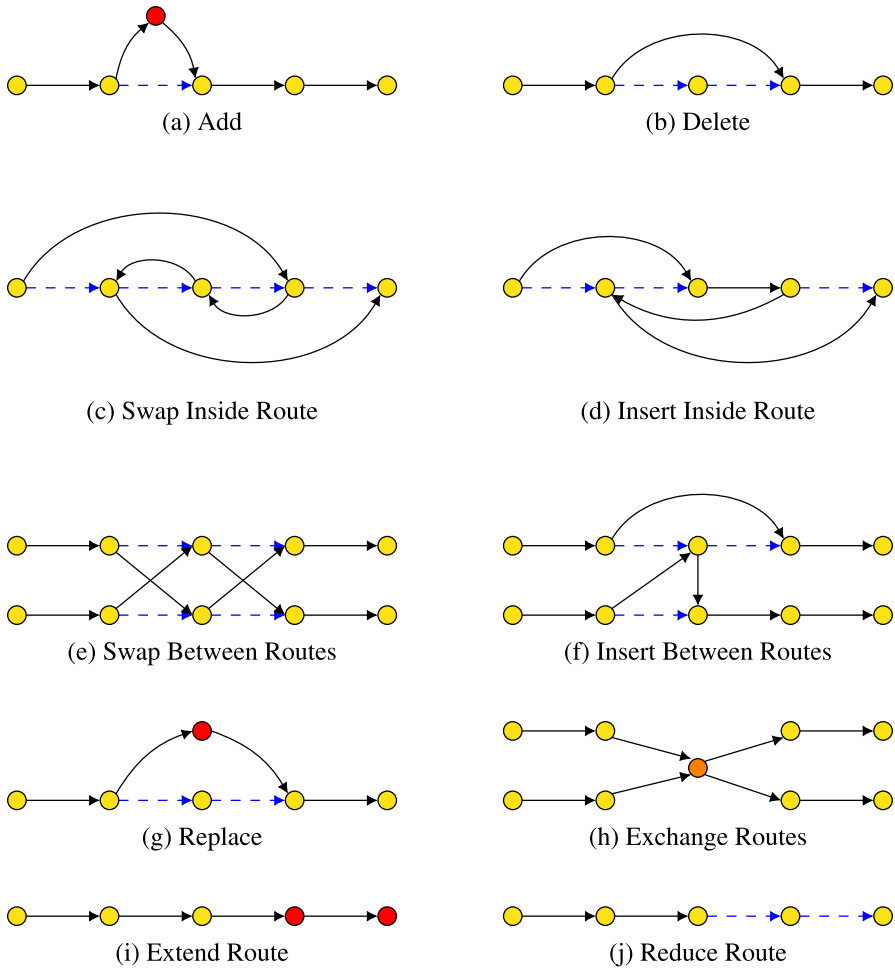 (a) Add
(b) Delete
(c) Swap Inside Route
(d) Insert Inside Route
(e) Swap Between Routes
(f) Insert Between Routes
(g) Replace
(h) Exchange Routes
(i) Extend Route
(j) Reduce Route